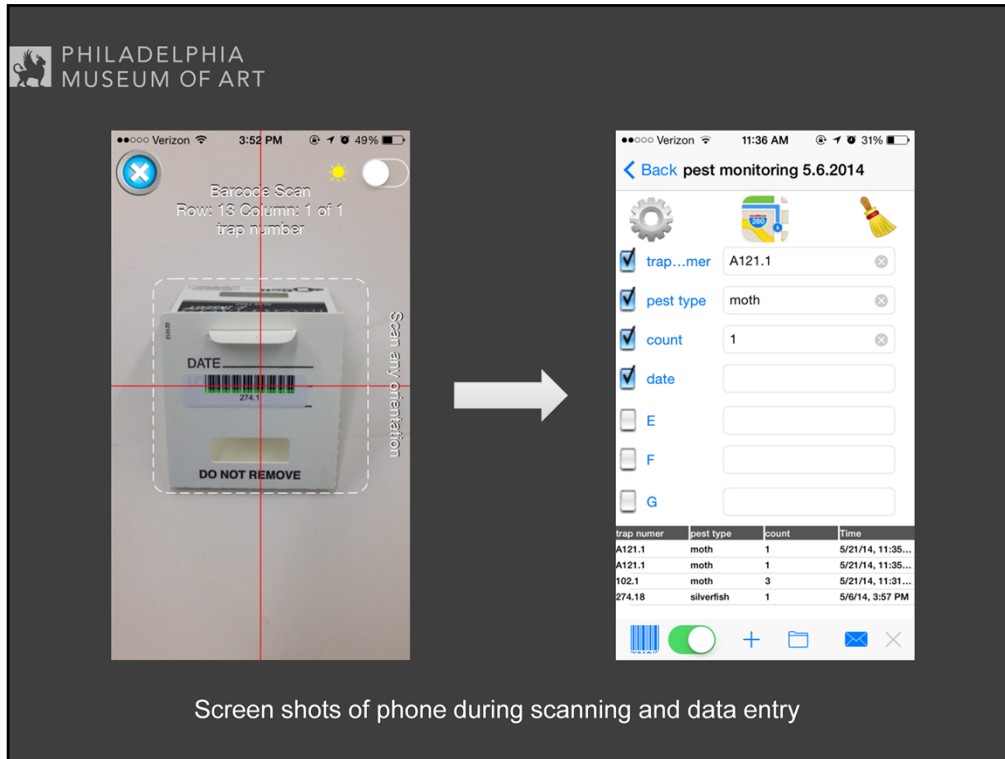 PHILADELPHIA
MUSEUM OF ART
Verizon 3:52 PM 49%
Barcode Scan
Row: 13 Column: 1 of 1
trap number
Scan any orientation
DATE
274.1
DO NOT REMOVE
Verizon 11:36 AM 31%
Back pest monitoring 5.6.2014
280
trap...mer A121.1
pest type moth
count 1
date
E
F
G
trap numer pest type count Time
A121.1 moth 1 5/21/14, 11:35...
A121.1 moth 1 5/21/14, 11:35...
102.1 moth 3 5/21/14, 11:31...
274.18 silverfish 1 5/6/14, 3:57 PM
Screen shots of phone during scanning and data entry